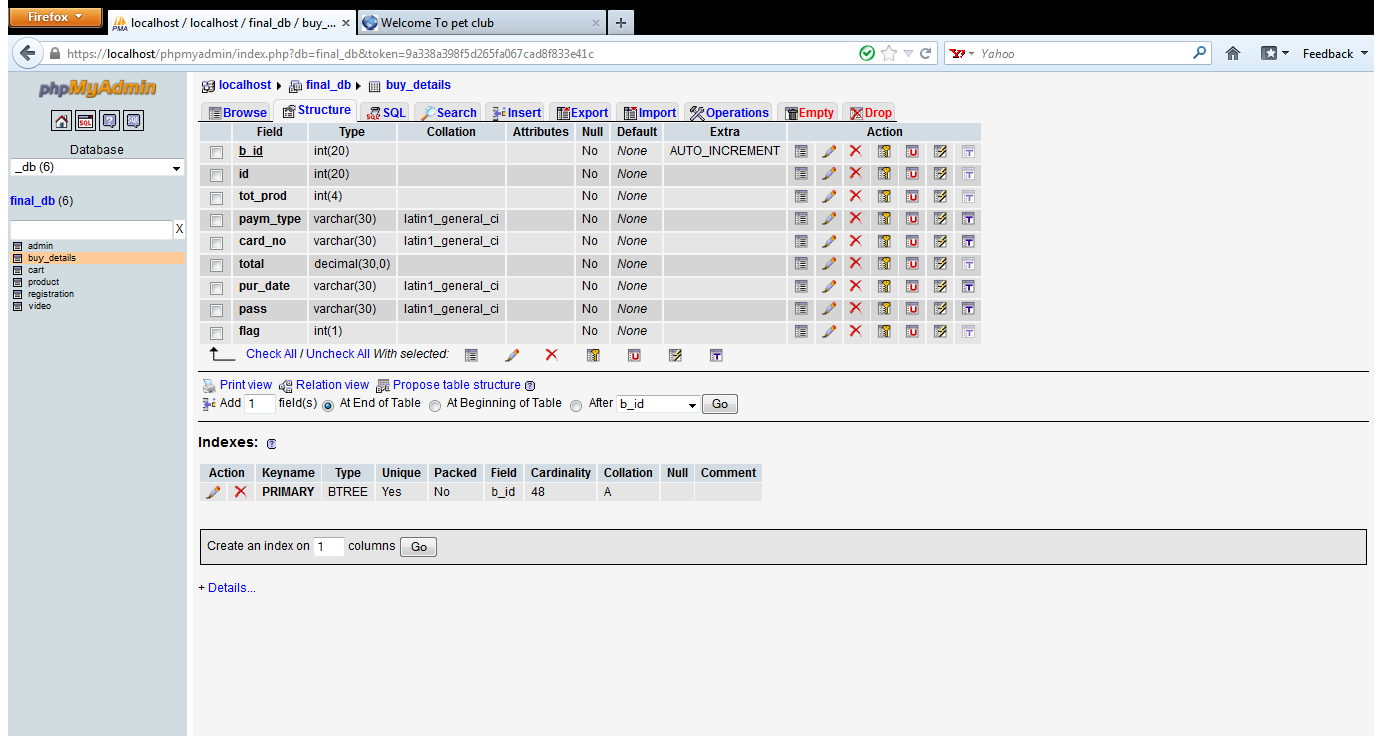 Firefox
PMA localhost / localhost / final_db / buy_... ×
Welcome To pet club ×
https://localhost/phpmyadmin/index.php?db=final_db&token=9a338a398f5d265fa067cad8f833e41c
Yahoo
Feedback
phpMyAdmin
SQL
Database
_db (6)
final_db (6)
X
admin
buy_details
cart
product
registration
video
localhost final_db buy_details
Browse Structure SQL Search Insert Export Import Operations Empty Drop
Field Type Collation Attributes Null Default Extra Action
b_id int(20) No None AUTO_INCREMENT
id int(20) No None
tot_prod int(4) No None
paym_type varchar(30) latin1_general_ci No None
card_no varchar(30) latin1_general_ci No None
total decimal(30,0) No None
pur_date varchar(30) latin1_general_ci No None
pass varchar(30) latin1_general_ci No None
flag int(1) No None
Check All / Uncheck All With selected:
Print view Relation view Propose table structure
Add 1 field(s) At End of Table At Beginning of Table After b_id Go
Indexes:
Action Keyname Type Unique Packed Field Cardinality Collation Null Comment
PRIMARY BTREE Yes No b_id 48 A
Create an index on 1 columns Go
+ Details...